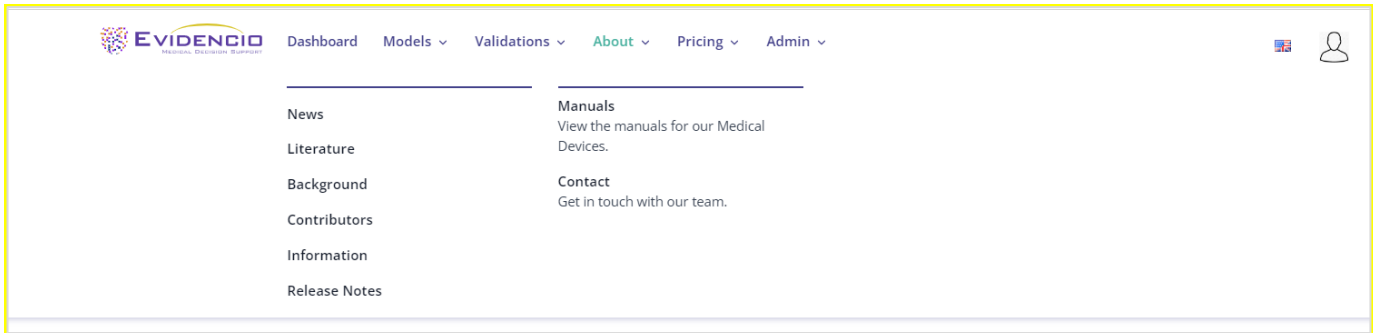 EVIDENCIO
MEDICAL DECISION SUPPORT
Dashboard Models Validations About Pricing Admin
News
Literature
Background
Contributors
Information
Release Notes
Manuals
View the manuals for our Medical
Devices.
Contact
Get in touch with our team.